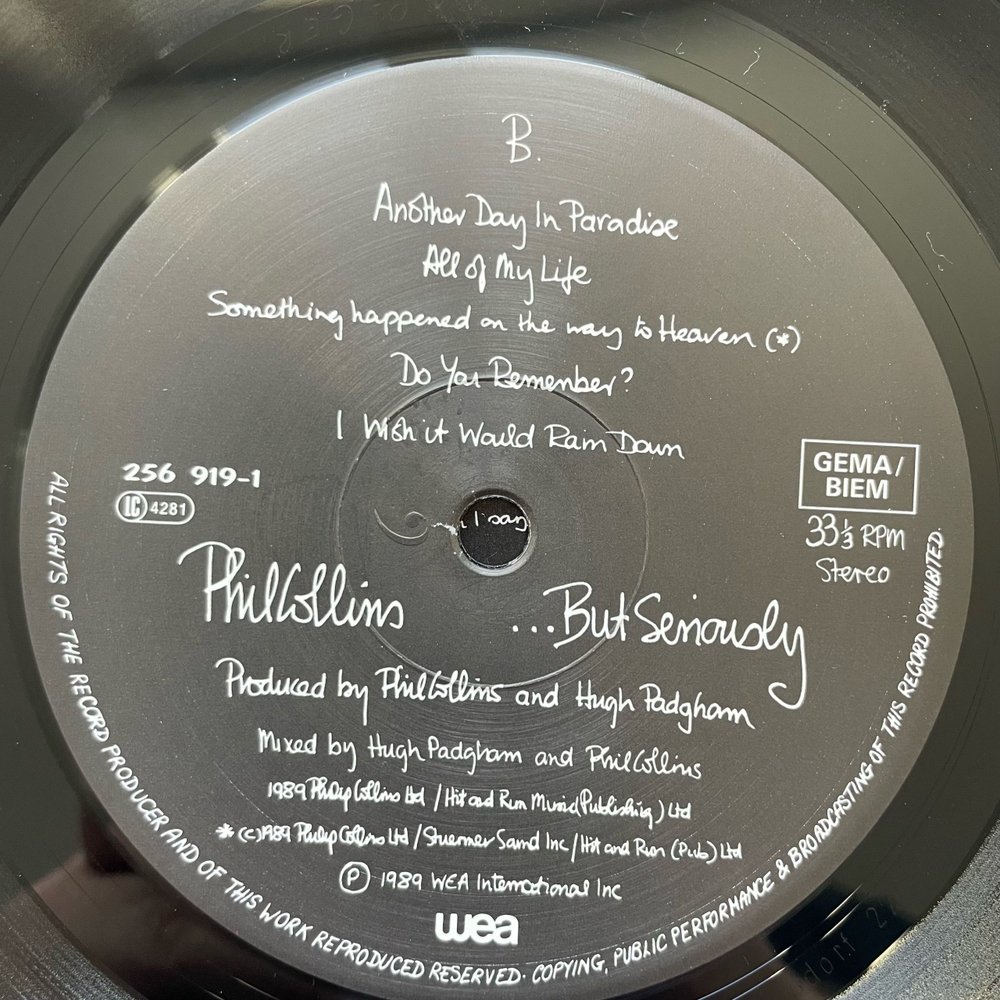 B.
Another Day In Paradise
All of My Life
Something happened on the way to Heaven (*)
Do You Remember?
I Wish it Would Rain Down
256 919-1
LC 4281
GEMA/
BIEM
33⅓ RPM
Stereo
I say
Phil Collins
...But Seriously
Produced by Phil Collins and Hugh Padgham
Mixed by Hugh Padgham and Phil Collins
1989 Philip Collins Ltd / Hit and Run Music (Publishing) Ltd
* (c) 1989 Philip Collins Ltd / Stuermer Sand Inc / Hit and Run (Pub) Ltd
℗ 1989 WEA International Inc
wea
ALL RIGHTS OF THE RECORD PRODUCER AND OF THIS WORK REPRODUCED RESERVED· COPYING, PUBLIC PERFORMANCE & BROADCASTING OF THIS RECORD PROHIBITED.